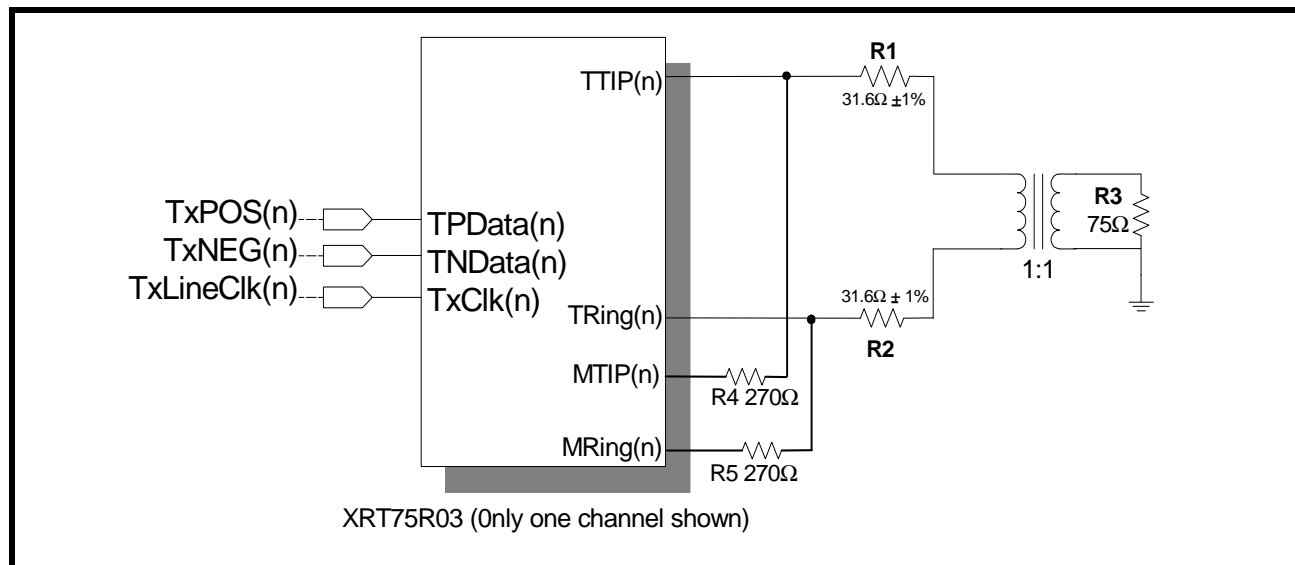 TTIP(n)
R1
31.6Ω ±1%
TxPOS(n)
TPData(n)
TxNEG(n)
TNData(n)
TxLineClk(n)
TxClk(n)
R3
75Ω
1:1
31.6Ω ± 1%
TRing(n)
R2
MTIP(n)
R4 270Ω
MRing(n)
R5 270Ω
XRT75R03 (0nly one channel shown)